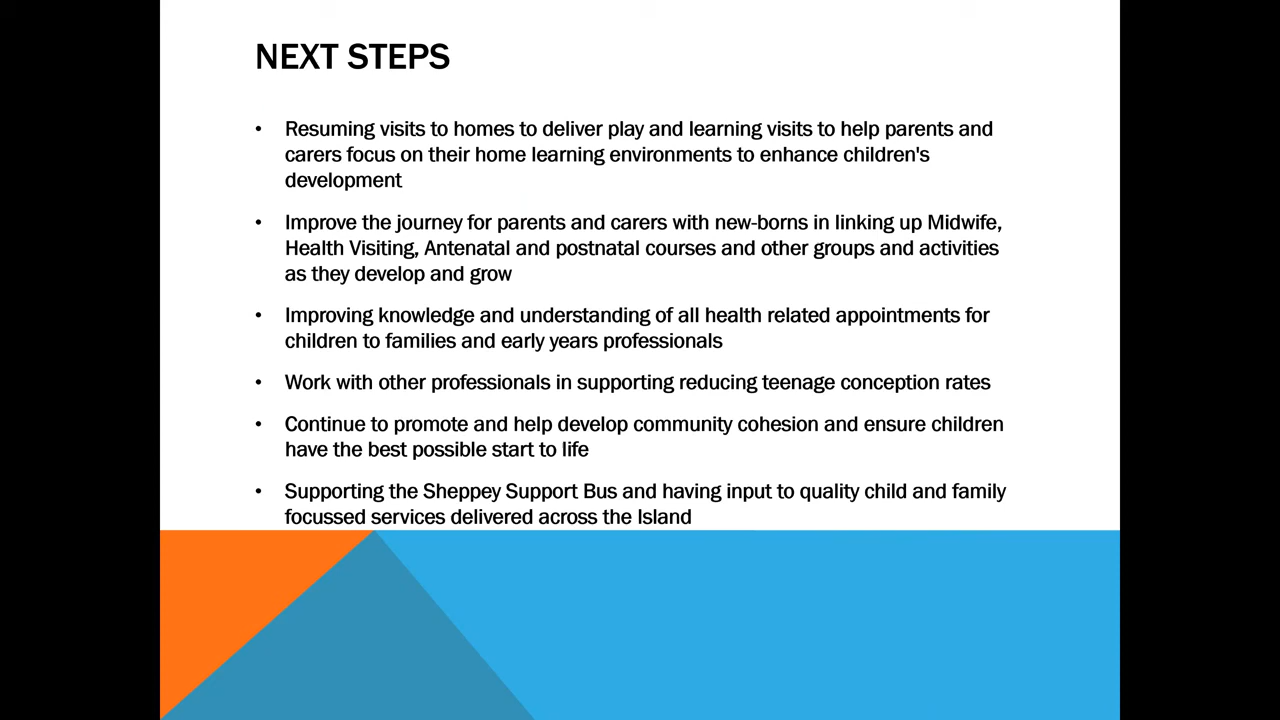 NEXT STEPS
• Resuming visits to homes to deliver play and learning visits to help parents and
carers focus on their home learning environments to enhance children's
development
• Improve the journey for parents and carers with new-borns in linking up Midwife,
Health Visiting, Antenatal and postnatal courses and other groups and activities
as they develop and grow
• Improving knowledge and understanding of all health related appointments for
children to families and early years professionals
• Work with other professionals in supporting reducing teenage conception rates
• Continue to promote and help develop community cohesion and ensure children
have the best possible start to life
• Supporting the Sheppey Support Bus and having input to quality child and family
focussed services delivered across the Island